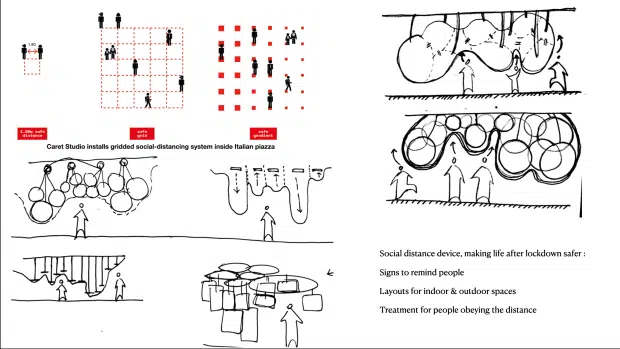 1.80
1.80m safe
distance
safe
grid
safe
gradient
Caret Studio installs gridded social-distancing system inside Italian piazza
Social distance device, making life after lockdown safer :
Signs to remind people
Layouts for indoor & outdoor spaces
Treatment for people obeying the distance